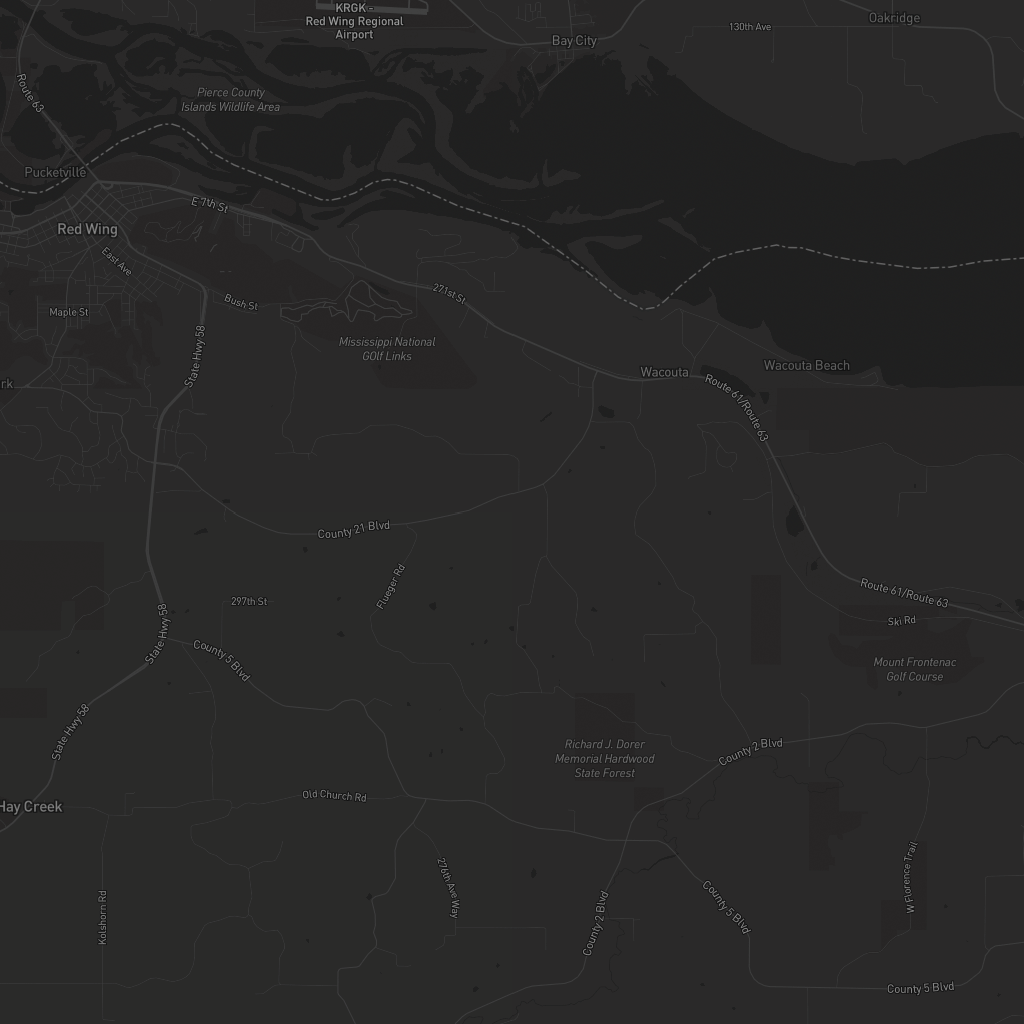 KRGK -
Red Wing Regional
Airport
Oakridge
130th Ave
Bay City
Route 63
Pierce County
Islands Wildlife Area
Pucketville
E 7th St
Red Wing
East Ave
271st St
Bush St
Maple St
Mississippi National
GOlf Links
State Hwy 58
Wacouta
Wacouta Beach
rk
Route 61/Route 63
County 21 Blvd
Flueger Rd
297th St
Route 61/Route 63
Ski Rd
State Hwy 58
County 5 Blvd
Mount Frontenac
Golf Course
State Hwy 58
Richard J. Dorer
Memorial Hardwood
State Forest
County 2 Blvd
Old Church Rd
Hay Creek
276th Ave Way
W Florence Trail
Kolshorn Rd
County 2 Blvd
County 5 Blvd
County 5 Blvd